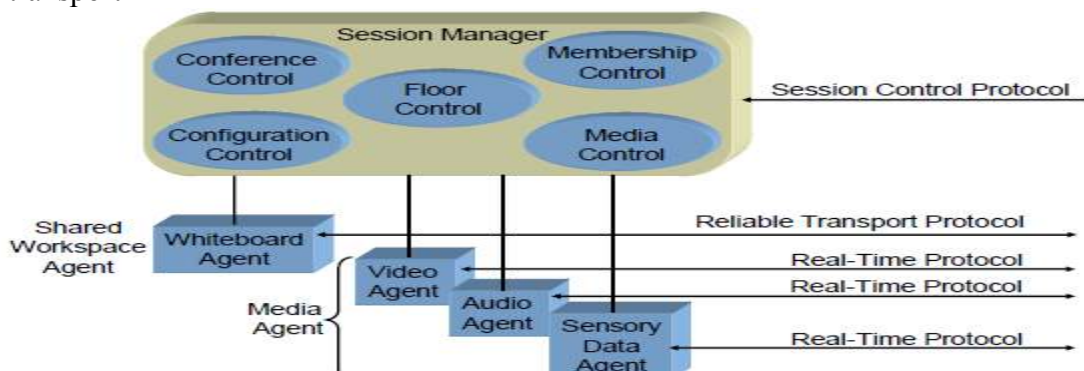 transport
Session Manager
Conference
Control
Membership
Control
Floor
Control
Session Control Protocol
Configuration
Control
Media
Control
Shared
Workspace
Agent
Whiteboard
Agent
Reliable Transport Protocol
Video
Agent
Real-Time Protocol
Media
Agent
Audio
Agent
Real-Time Protocol
Sensory
Data
Agent
Real-Time Protocol